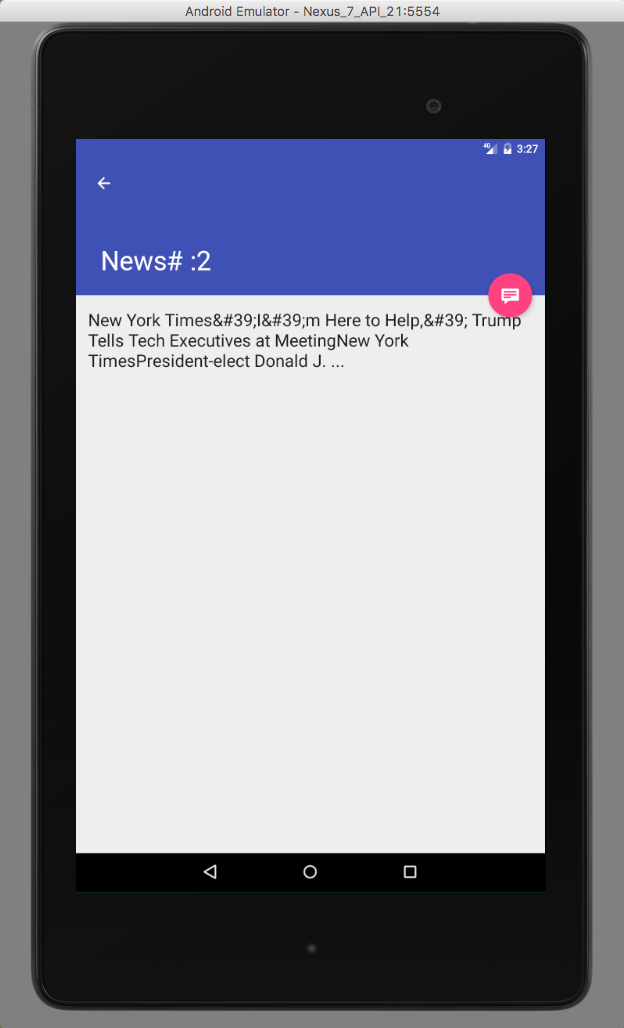 Android Emulator - Nexus_7_API_21:5554
4G 3:27
News# :2
New York Times&#39;I&#39;m Here to Help,&#39; Trump
Tells Tech Executives at MeetingNew York
TimesPresident-elect Donald J. ...